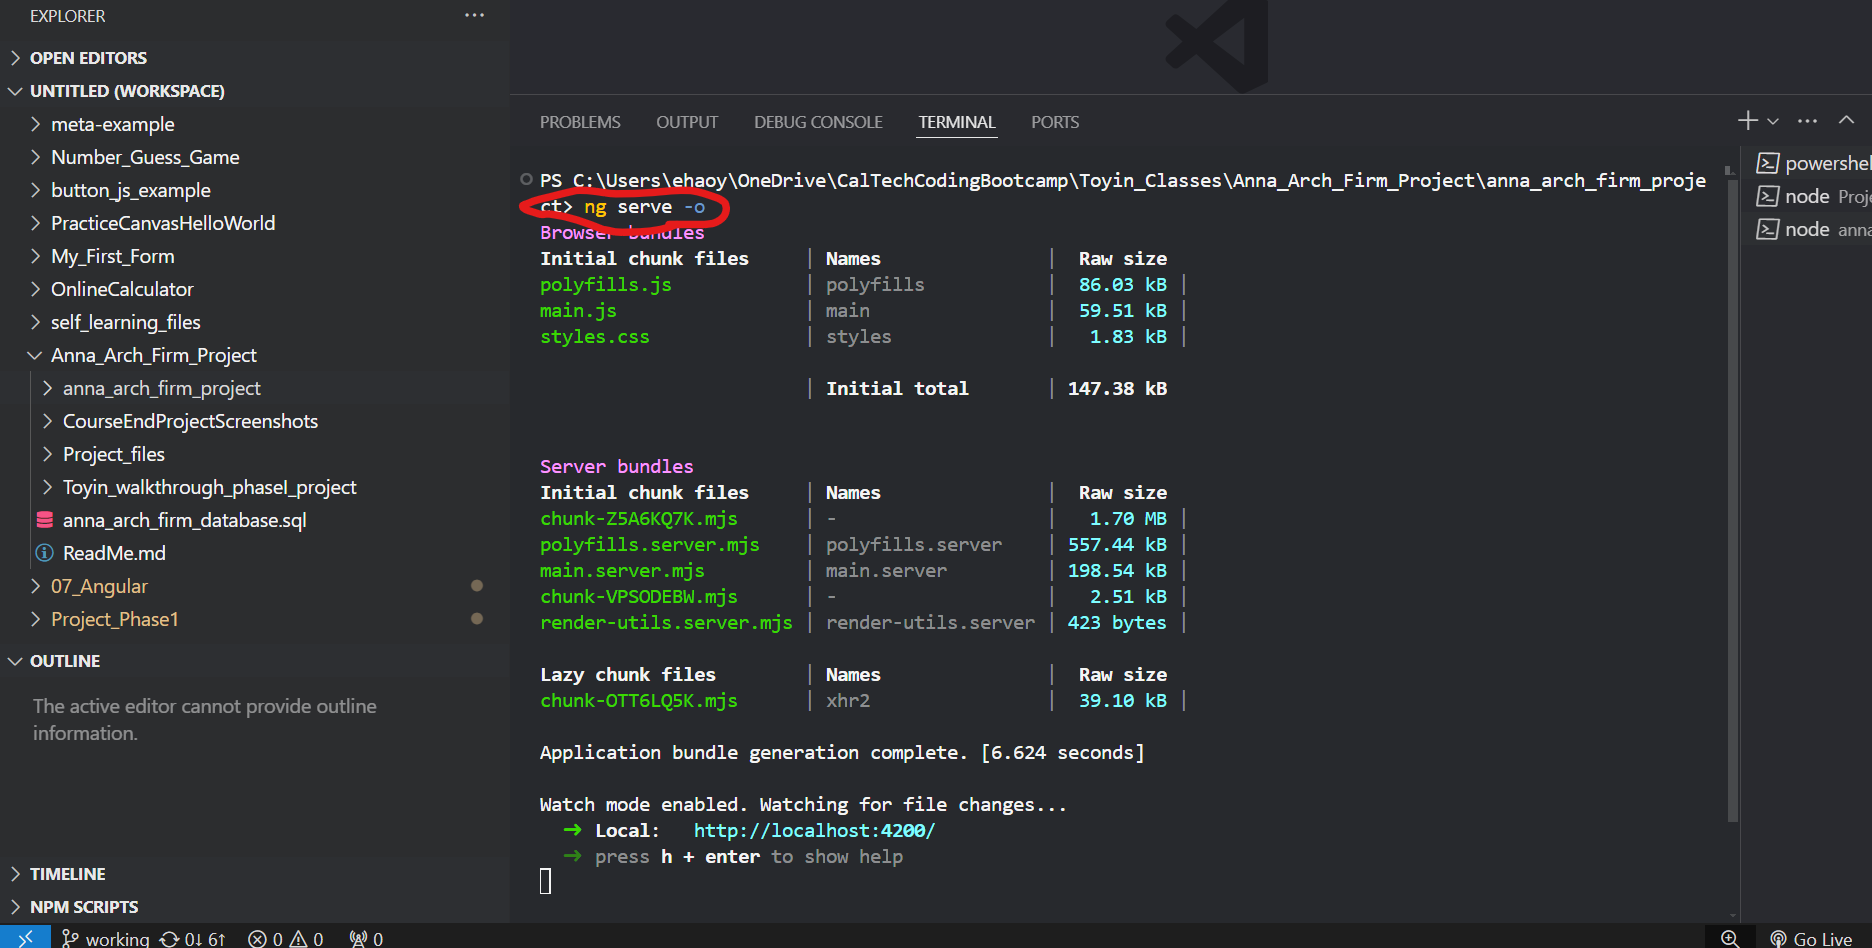 EXPLORER
OPEN EDITORS
UNTITLED (WORKSPACE)
meta-example
Number_Guess_Game
button_js_example
PracticeCanvasHelloWorld
My_First_Form
OnlineCalculator
self_learning_files
Anna_Arch_Firm_Project
anna_arch_firm_project
CourseEndProjectScreenshots
Project_files
Toyin_walkthrough_phaseI_project
anna_arch_firm_database.sql
ReadMe.md
07_Angular
Project_Phase1
OUTLINE
The active editor cannot provide outline
information.
TIMELINE
NPM SCRIPTS
PROBLEMS OUTPUT DEBUG CONSOLE TERMINAL PORTS
PS C:\Users\ehaoy\OneDrive\CalTechCodingBootcamp\Toyin_Classes\Anna_Arch_Firm_Project\anna_arch_firm_proje
ct> ng serve -o
Browser bundles
Initial chunk files | Names | Raw size
polyfills.js | polyfills | 86.03 kB |
main.js | main | 59.51 kB |
styles.css | styles | 1.83 kB |
| Initial total | 147.38 kB
Server bundles
Initial chunk files | Names | Raw size
chunk-Z5A6KQ7K.mjs | - | 1.70 MB |
polyfills.server.mjs | polyfills.server | 557.44 kB |
main.server.mjs | main.server | 198.54 kB |
chunk-VPSODEBW.mjs | - | 2.51 kB |
render-utils.server.mjs | render-utils.server | 423 bytes |
Lazy chunk files | Names | Raw size
chunk-OTT6LQ5K.mjs | xhr2 | 39.10 kB |
Application bundle generation complete. [6.624 seconds]
Watch mode enabled. Watching for file changes...
➜ Local: http://localhost:4200/
➜ press h + enter to show help
powershel
node Proje
node anna
working 0↓ 6↑ 0 0 0 Go Live